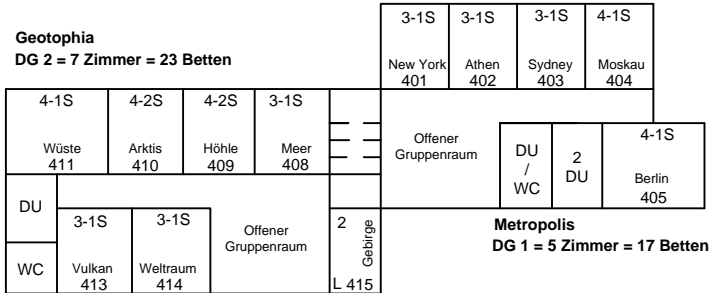 Geotophia
DG 2 = 7 Zimmer = 23 Betten
3-1S 3-1S 3-1S 4-1S
New York Athen Sydney Moskau
401 402 403 404
4-1S 4-2S 4-2S 3-1S
Wüste Arktis Höhle Meer
411 410 409 408
Offener
Gruppenraum
DU
/
WC
2
DU
4-1S
Berlin
405
DU
WC
3-1S 3-1S
Vulkan Weltraum
413 414
Offener
Gruppenraum
2
Gebirge
L 415
Metropolis
DG 1 = 5 Zimmer = 17 Betten